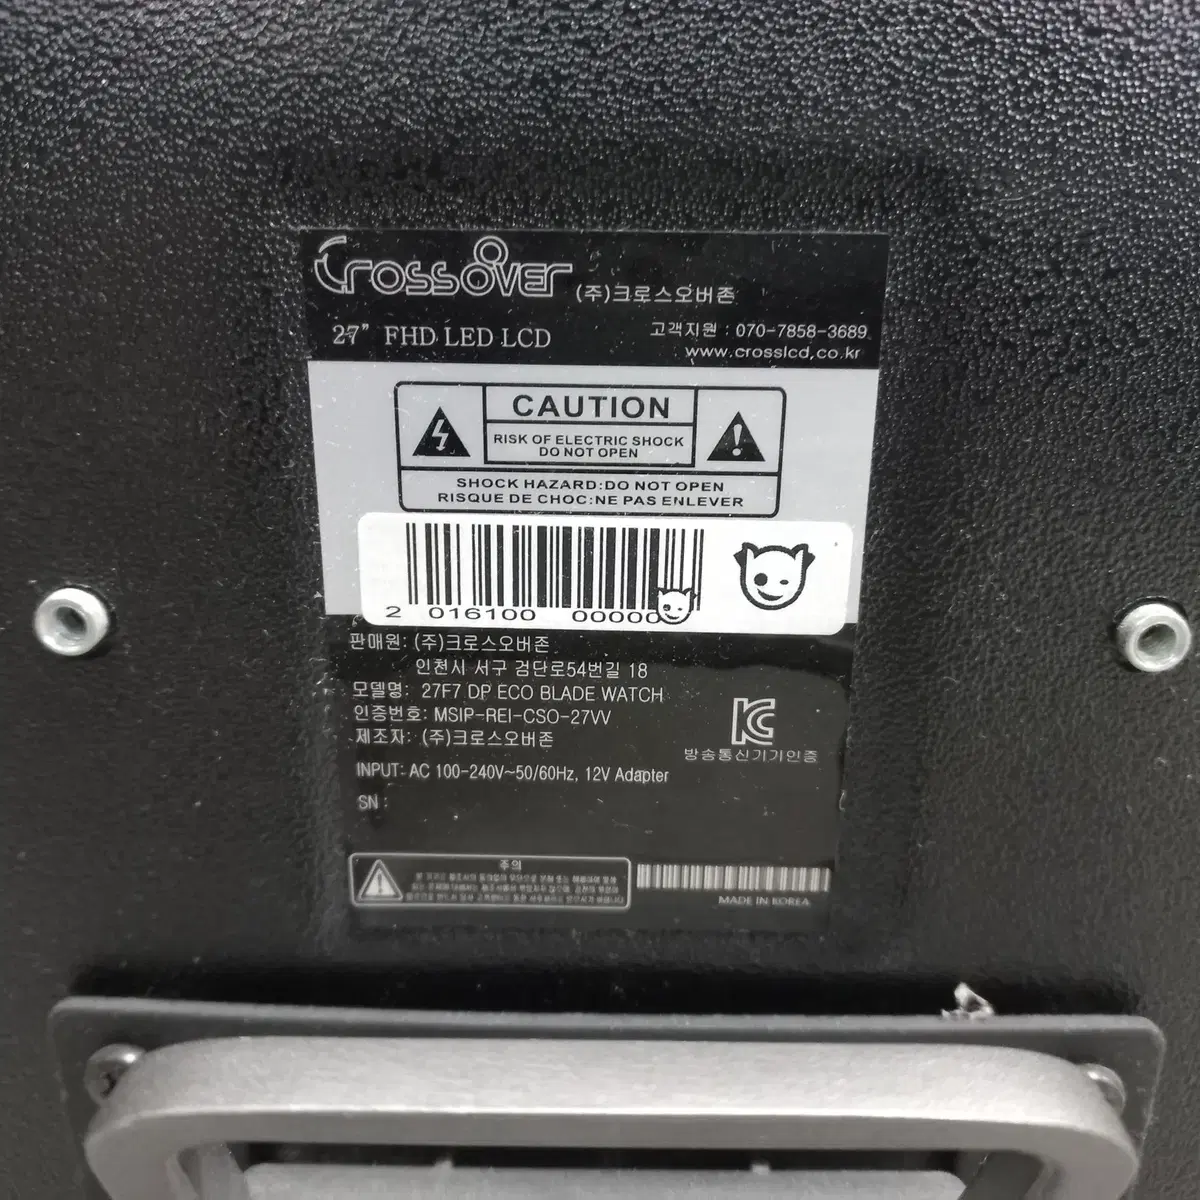 Crossover (주)크로스오버존
27" FHD LED LCD
고객지원 : 070-7858-3689
www.crosslcd.co.kr
CAUTION
RISK OF ELECTRIC SHOCK
DO NOT OPEN
SHOCK HAZARD:DO NOT OPEN
RISQUE DE CHOC:NE PAS ENLEVER
2 016100 00000
판매원: (주)크로스오버존
인천시 서구 검단로54번길 18
모델명: 27F7 DP ECO BLADE WATCH
인증번호: MSIP-REI-CSO-27VV
제조자: (주)크로스오버존
방송통신기기인증
INPUT: AC 100-240V~50/60Hz, 12V Adapter
SN :
주의
MADE IN KOREA